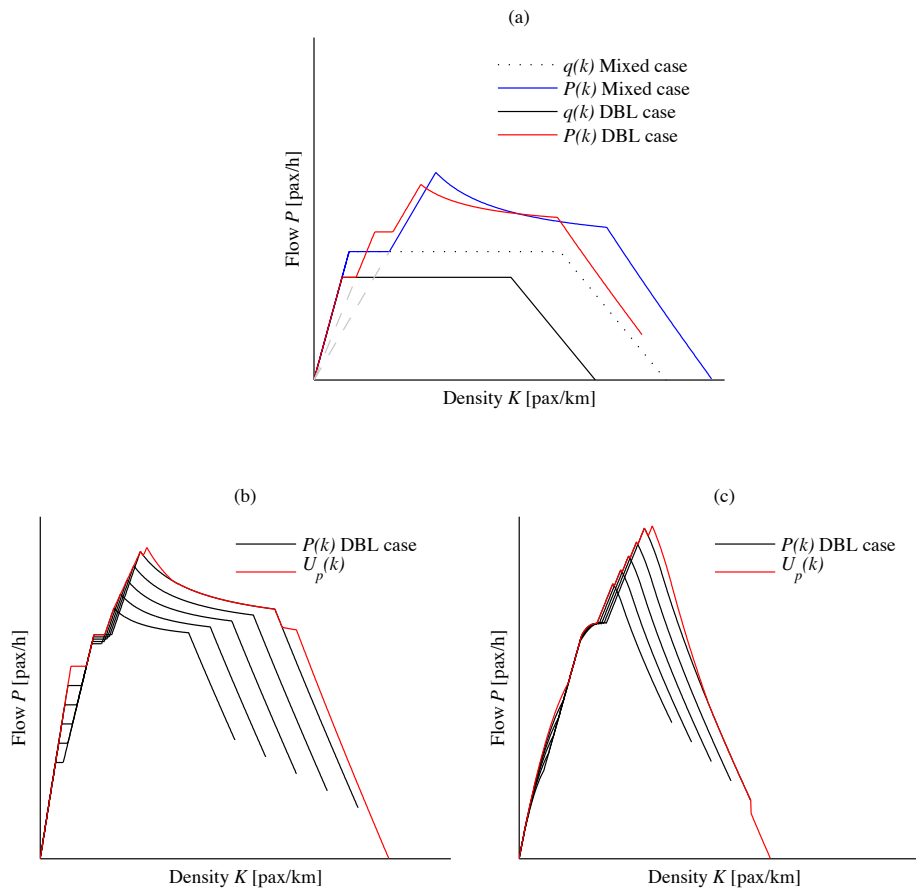 (a)
q(k) Mixed case
P(k) Mixed case
q(k) DBL case
P(k) DBL case
Flow P [pax/h]
Density K [pax/km]
(b)
P(k) DBL case
U_p(k)
Flow P [pax/h]
Density K [pax/km]
(c)
P(k) DBL case
U_p(k)
Flow P [pax/h]
Density K [pax/km]